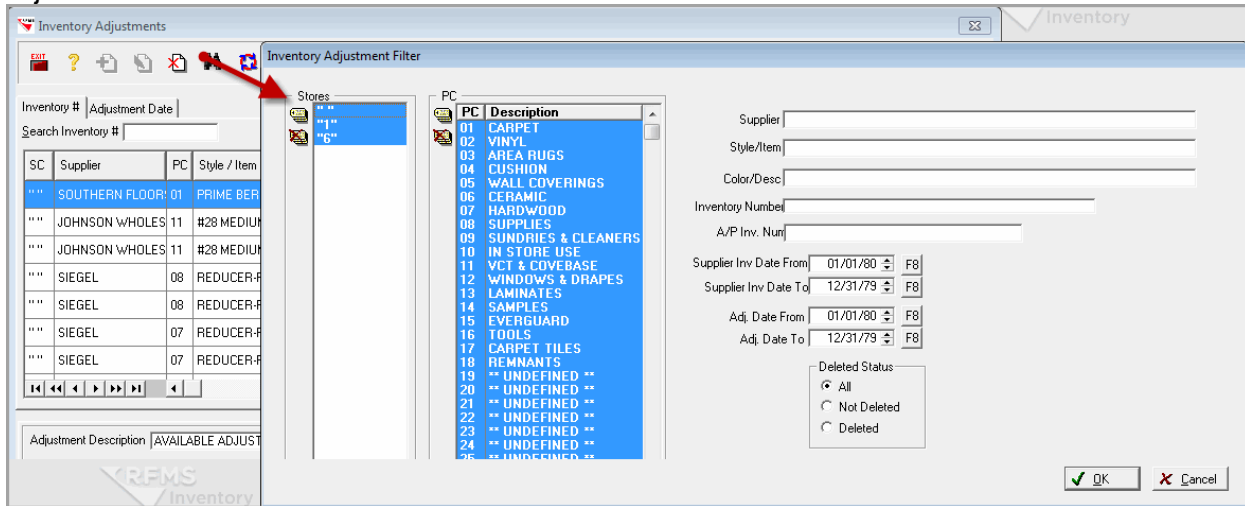 Inventory Adjustments
Inventory
EXIT
Inventory # Adjustment Date
Search Inventory #
SC Supplier PC Style / Item
" " SOUTHERN FLOOR 01 PRIME BER
" " JOHNSON WHOLES 11 #28 MEDIUM
" " JOHNSON WHOLES 11 #28 MEDIUM
" " SIEGEL 08 REDUCER-F
" " SIEGEL 08 REDUCER-F
" " SIEGEL 07 REDUCER-F
" " SIEGEL 07 REDUCER-F
Adjustment Description AVAILABLE ADJUST
RFMS
Inventory
Inventory Adjustment Filter
Stores
" "
"1"
"6"
PC
PC Description
01 CARPET
02 VINYL
03 AREA RUGS
04 CUSHION
05 WALL COVERINGS
06 CERAMIC
07 HARDWOOD
08 SUPPLIES
09 SUNDRIES & CLEANERS
10 IN STORE USE
11 VCT & COVEBASE
12 WINDOWS & DRAPES
13 LAMINATES
14 SAMPLES
15 EVERGUARD
16 TOOLS
17 CARPET TILES
18 REMNANTS
19 ** UNDEFINED **
20 ** UNDEFINED **
21 ** UNDEFINED **
22 ** UNDEFINED **
23 ** UNDEFINED **
24 ** UNDEFINED **
25 ** UNDEFINED **
Supplier
Style/Item
Color/Desc
Inventory Number
A/P Inv. Num
Supplier Inv Date From 01/01/80 F8
Supplier Inv Date To 12/31/79 F8
Adj. Date From 01/01/80 F8
Adj. Date To 12/31/79 F8
Deleted Status
All
Not Deleted
Deleted
OK Cancel